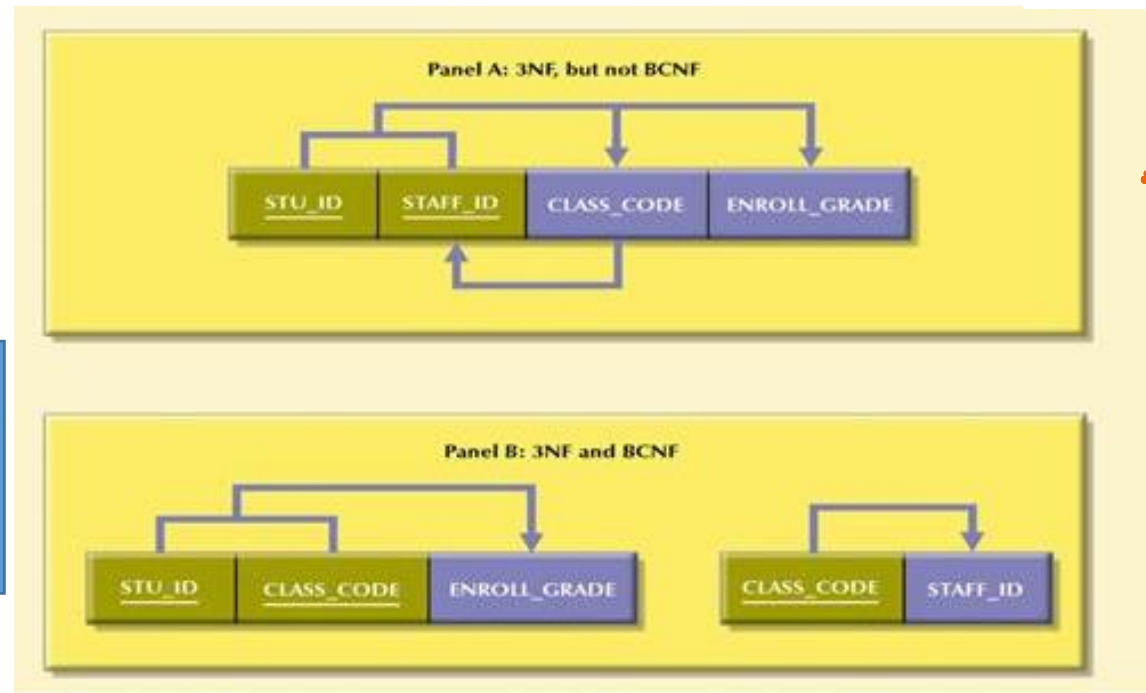 Panel A: 3NF, but not BCNF
STU_ID STAFF_ID CLASS_CODE ENROLL_GRADE
Panel B: 3NF and BCNF
STU_ID CLASS_CODE ENROLL_GRADE CLASS_CODE STAFF_ID